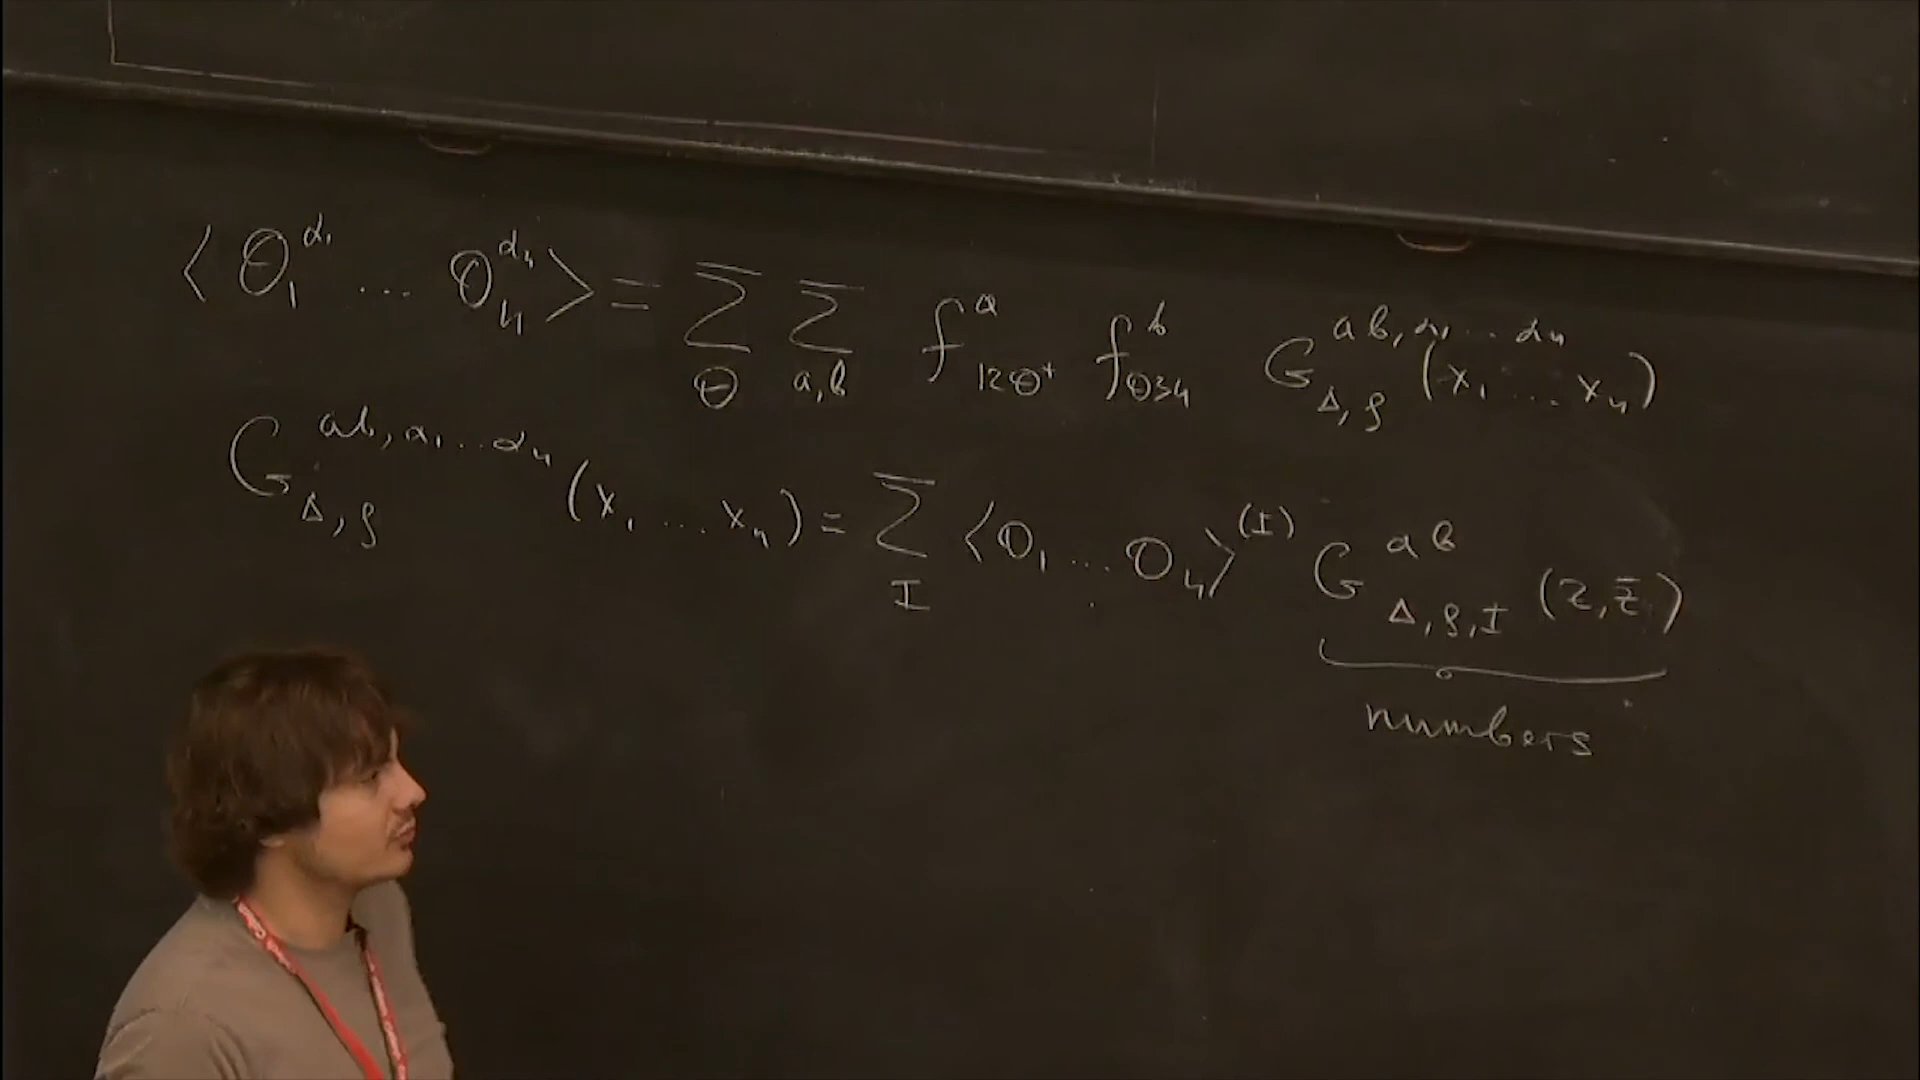 ⟨ O₁^{α₁} ... O₄^{α₄} ⟩ = Σ_O Σ_{a,b} f^a_{12O†} f^b_{O34} G^{ab,α₁...α₄}_{Δ,ρ} (x₁ ... x₄)
G^{ab,α₁...α₄}_{Δ,ρ} (x₁ ... x₄) = Σ_I ⟨O₁ ... O₄⟩^{(I)} G^{ab}_{Δ,ρ,I} (z, z̄)
numbers